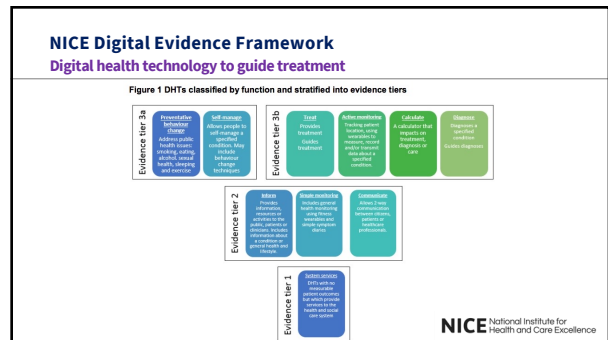 NICE Digital Evidence Framework
Digital health technology to guide treatment
Figure 1 DHTs classified by function and stratified into evidence tiers
Evidence tier 3a
Preventative
behaviour
change
Address public
health issues:
smoking, eating,
alcohol, sexual
health, sleeping
and exercise
Self-manage
Allows people to
self-manage a
specified
condition. May
include
behaviour
change
techniques
Evidence tier 3b
Treat
Provides
treatment
Guides
treatment
Active monitoring
Tracking patient
location, using
wearables to
measure, record
and/or transmit
data about a
specified
condition
Calculate
A calculator that
impacts on
treatment,
diagnosis or
care
Diagnose
Diagnoses a
specified
condition
Guides diagnoses
Evidence tier 2
Inform
Provides
information,
resources or
activities to the
public, patients or
clinicians. Includes
information about
a condition or
general health and
lifestyle
Simple monitoring
Includes general
health monitoring
using fitness
wearables and
simple symptom
diaries
Communicate
Allows 2-way
communication
between citizens,
patients or
healthcare
professionals.
Evidence tier 1
System services
DHTs with no
measurable
patient outcomes
but which provide
services to the
health and social
care system
NICE National Institute for
Health and Care Excellence